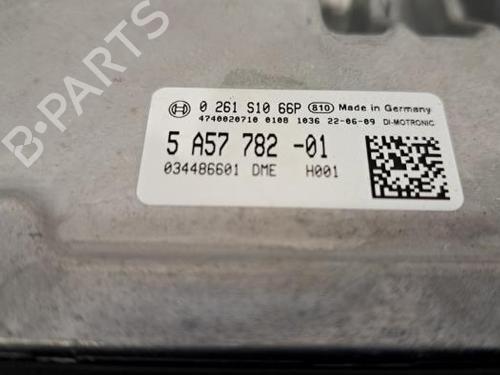 BOSCH 0 261 S10 66P 810 Made in Germany
4740020710 0108 1036 22-06-09 DI-MOTRONIC
5 A57 782 -01
034486601 DME H001
B-PARTS